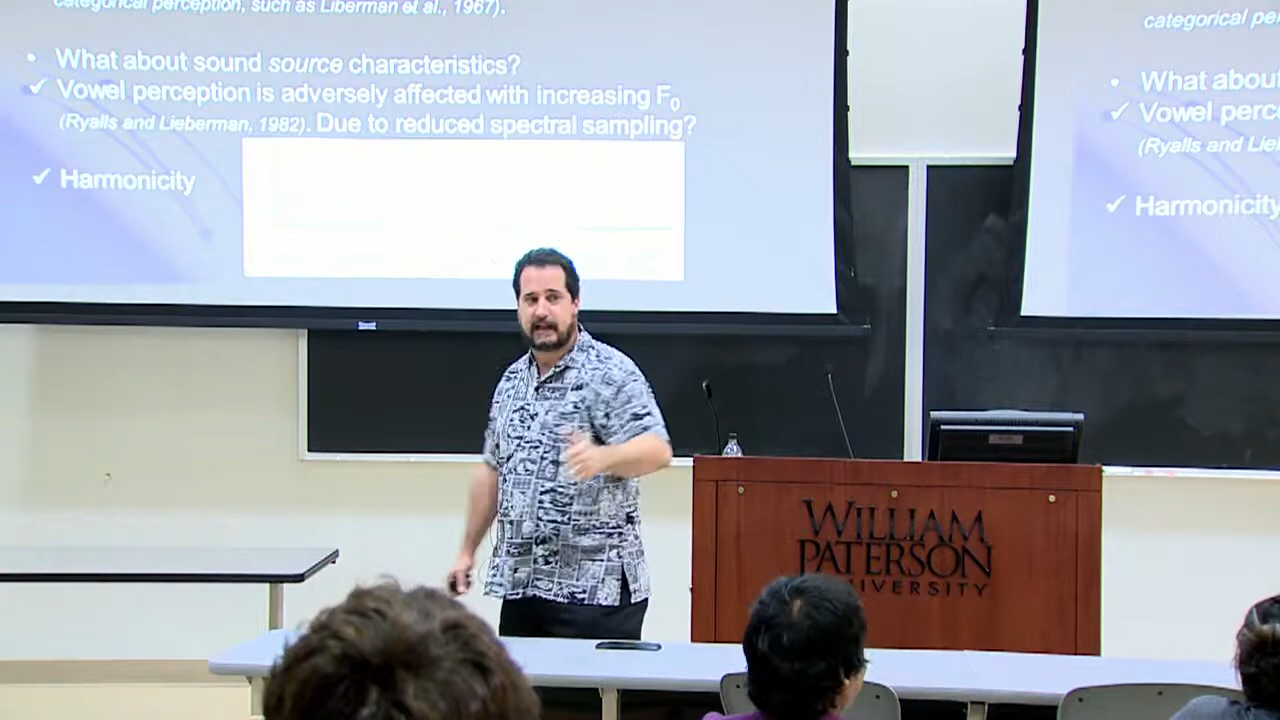 categorical perception, such as Liberman et al., 1967).
• What about sound source characteristics?
✓ Vowel perception is adversely affected with increasing F₀
(Ryalls and Lieberman, 1982). Due to reduced spectral sampling?
✓ Harmonicity
categorical
• What about
✓ Vowel perc
(Ryalls and Lie
✓ Harmonicity
WILLIAM
PATERSON
UNIVERSITY